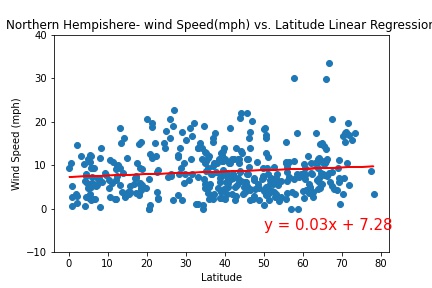 Northern Hempishere- wind Speed(mph) vs. Latitude Linear Regression
40
30
20
10
0
−10
Wind Speed (mph)
y = 0.03x + 7.28
0 10 20 30 40 50 60 70 80
Latitude